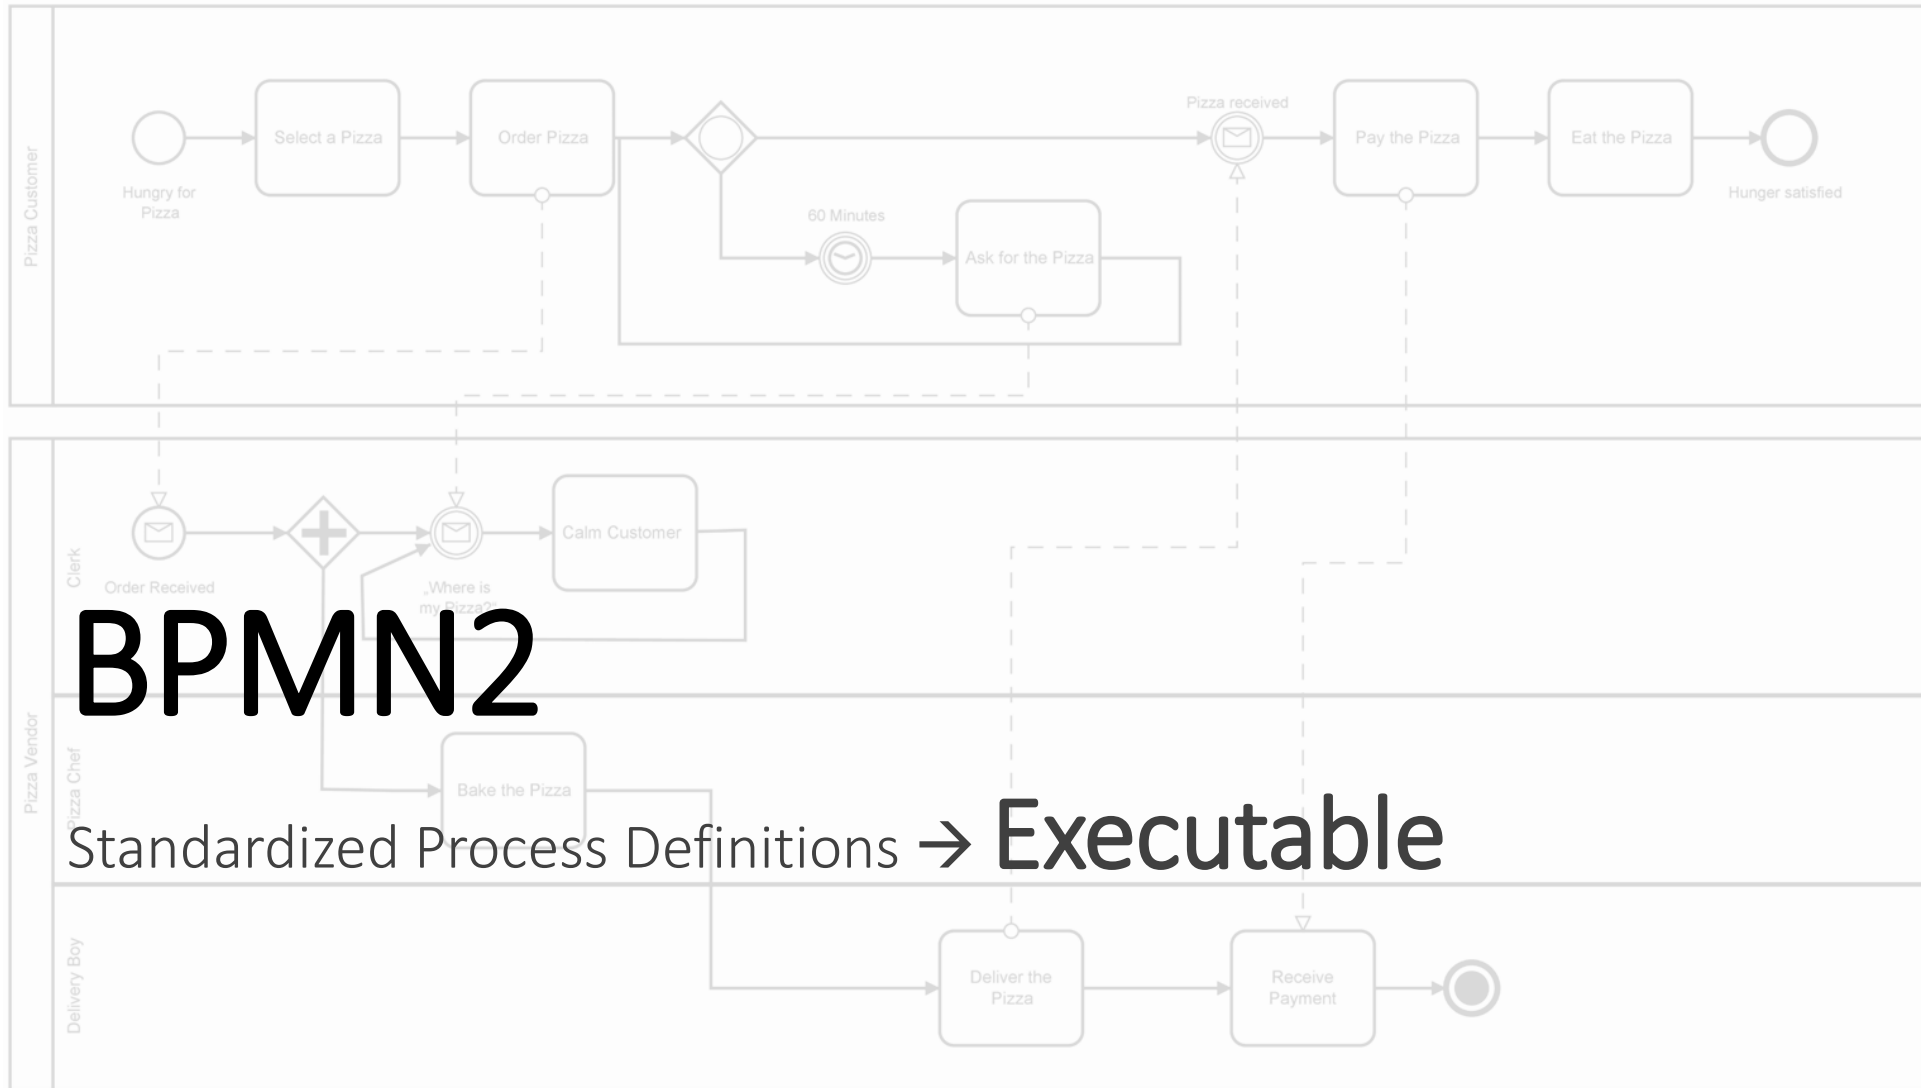 Pizza Customer
Hungry for
Pizza
Select a Pizza
Order Pizza
60 Minutes
Ask for the Pizza
Pizza received
Pay the Pizza
Eat the Pizza
Hunger satisfied
Pizza Vendor
Clerk
Order Received
„Where is
my Pizza?“
Calm Customer
BPMN2
Pizza Chef
Bake the Pizza
Standardized Process Definitions → Executable
Delivery Boy
Deliver the
Pizza
Receive
Payment